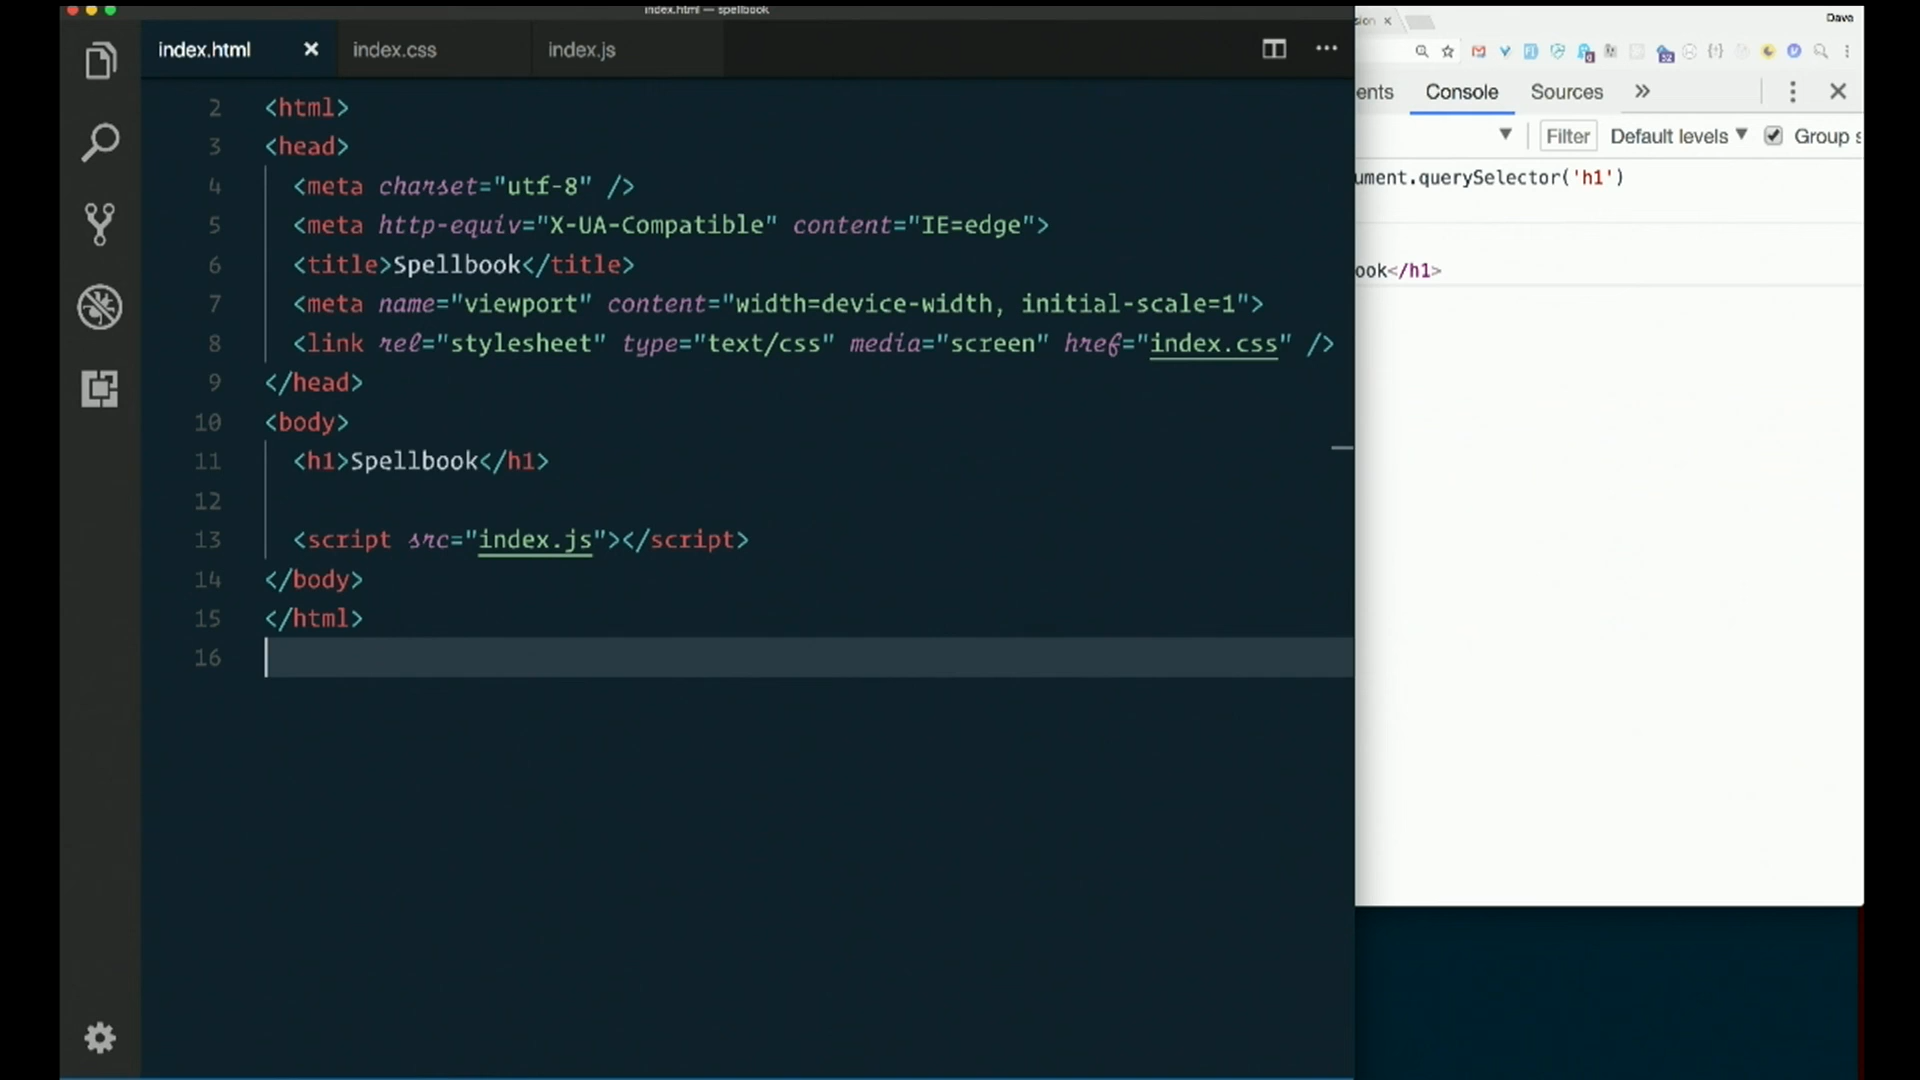 index.html — spellbook
index.html
index.css
index.js
2 <html>
3 <head>
4 <meta charset="utf-8" />
5 <meta http-equiv="X-UA-Compatible" content="IE=edge">
6 <title>Spellbook</title>
7 <meta name="viewport" content="width=device-width, initial-scale=1">
8 <link rel="stylesheet" type="text/css" media="screen" href="index.css" />
9 </head>
10 <body>
11 <h1>Spellbook</h1>
12
13 <script src="index.js"></script>
14 </body>
15 </html>
16
sion
Dave
ents Console Sources
Filter Default levels Group s
ument.querySelector('h1')
ook</h1>